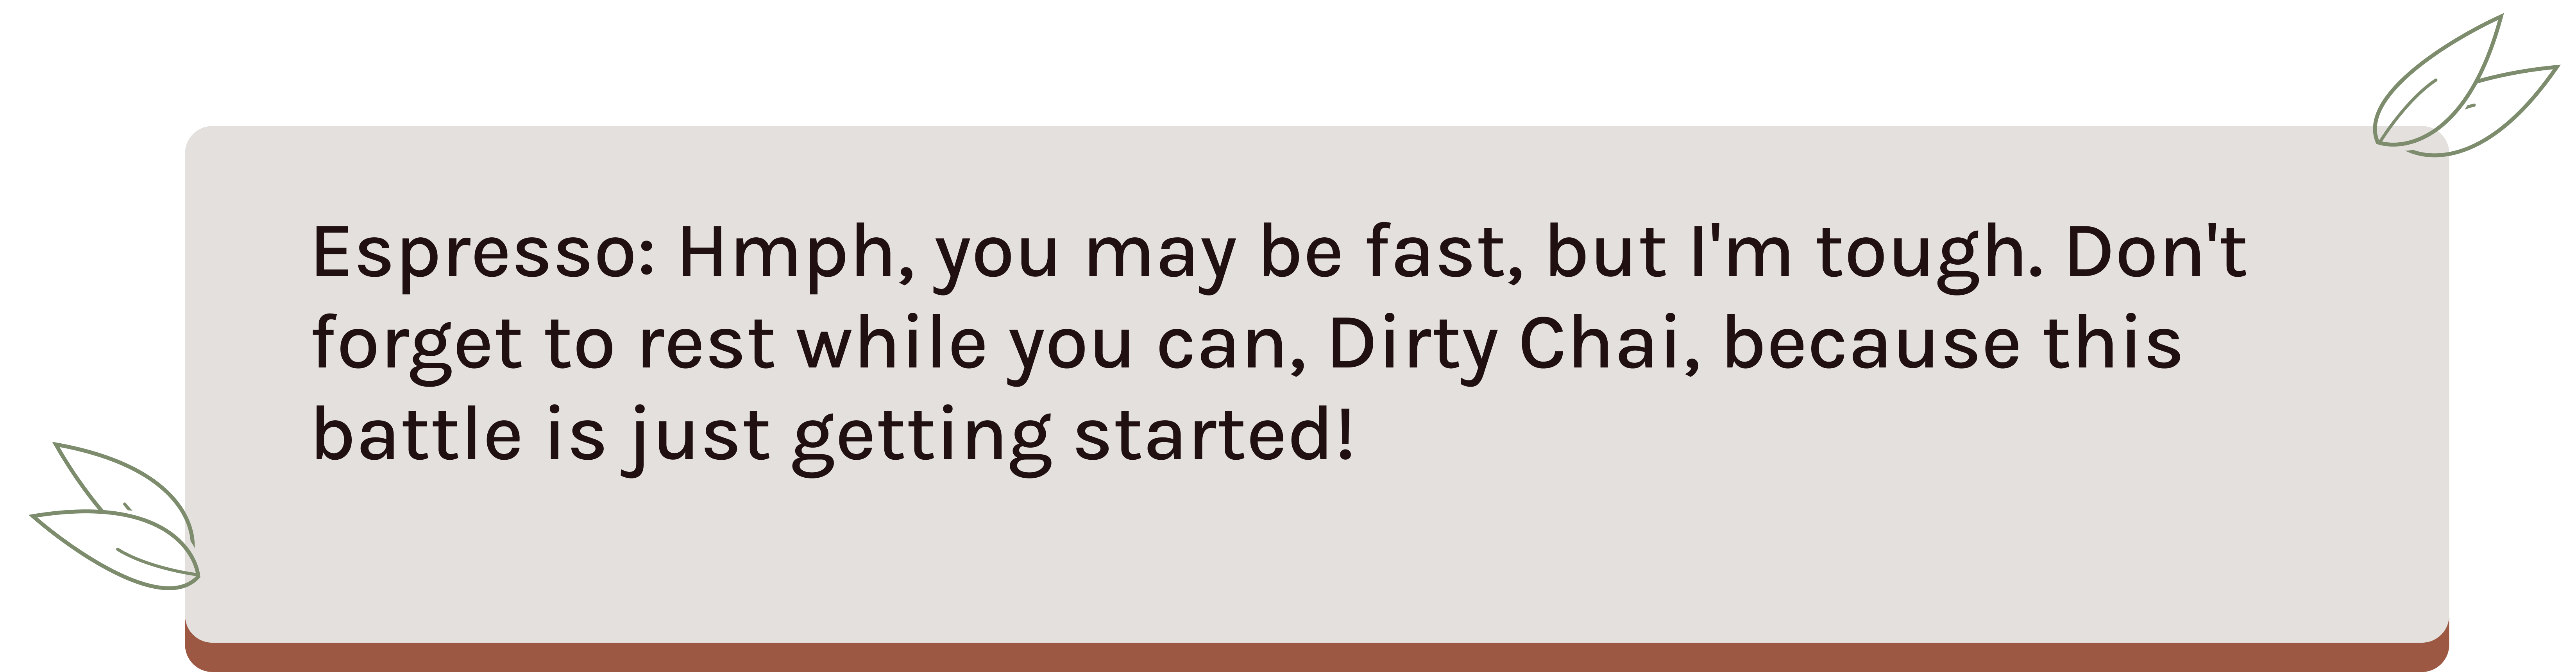 Espresso: Hmph, you may be fast, but I'm tough. Don't
forget to rest while you can, Dirty Chai, because this
battle is just getting started!